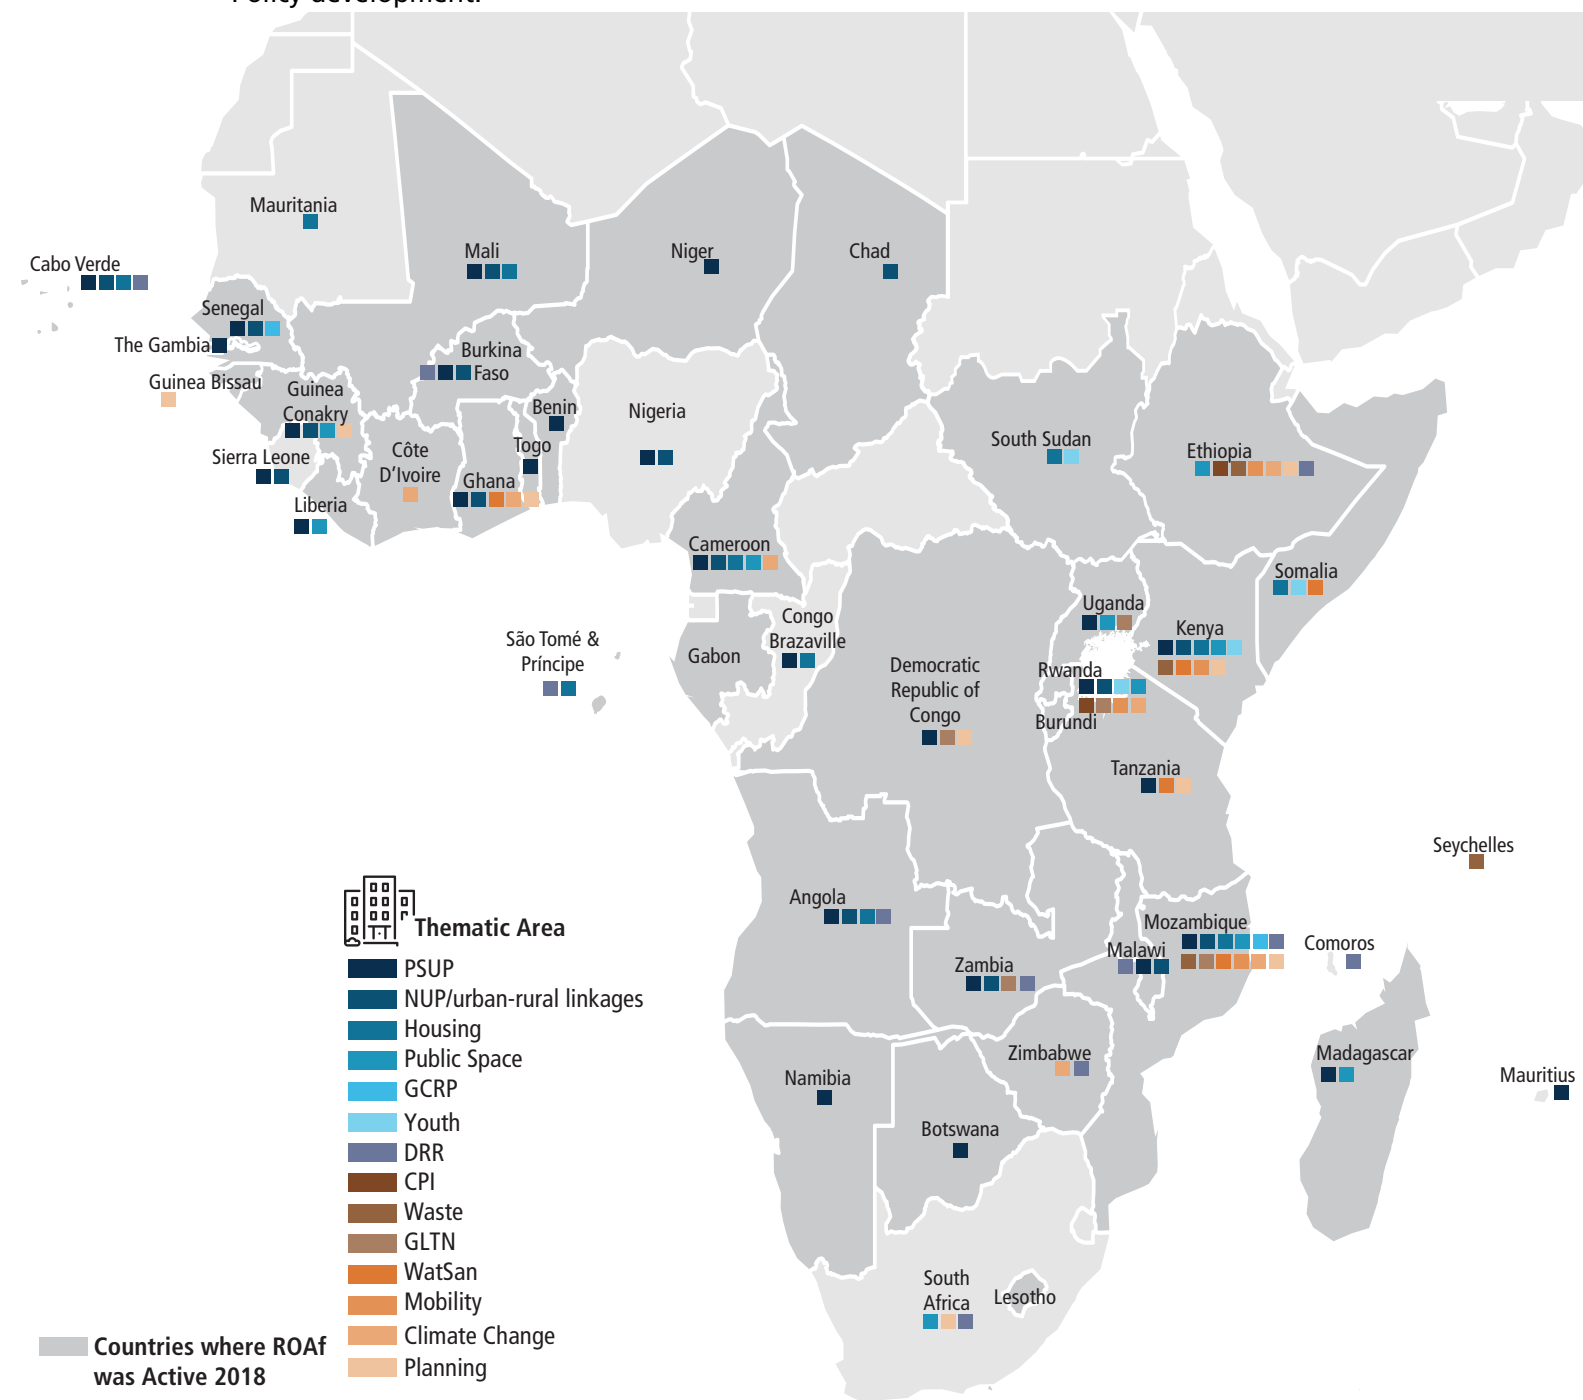 Policy development.
Mauritania
Cabo Verde
Mali
Niger
Chad
Senegal
The Gambia
Burkina
Faso
Guinea Bissau
Guinea
Conakry
Benin
Nigeria
Togo
Côte
D'Ivoire
Ghana
Sierra Leone
Liberia
South Sudan
Ethiopia
Cameroon
Somalia
Uganda
Kenya
Congo
Brazaville
São Tomé &
Príncipe
Gabon
Democratic
Republic of
Congo
Rwanda
Burundi
Tanzania
Seychelles
Angola
Mozambique
Comoros
Malawi
Zambia
Zimbabwe
Madagascar
Namibia
Mauritius
Botswana
South
Africa
Lesotho
Thematic Area
PSUP
NUP/urban-rural linkages
Housing
Public Space
GCRP
Youth
DRR
CPI
Waste
GLTN
WatSan
Mobility
Climate Change
Planning
Countries where ROAf
was Active 2018